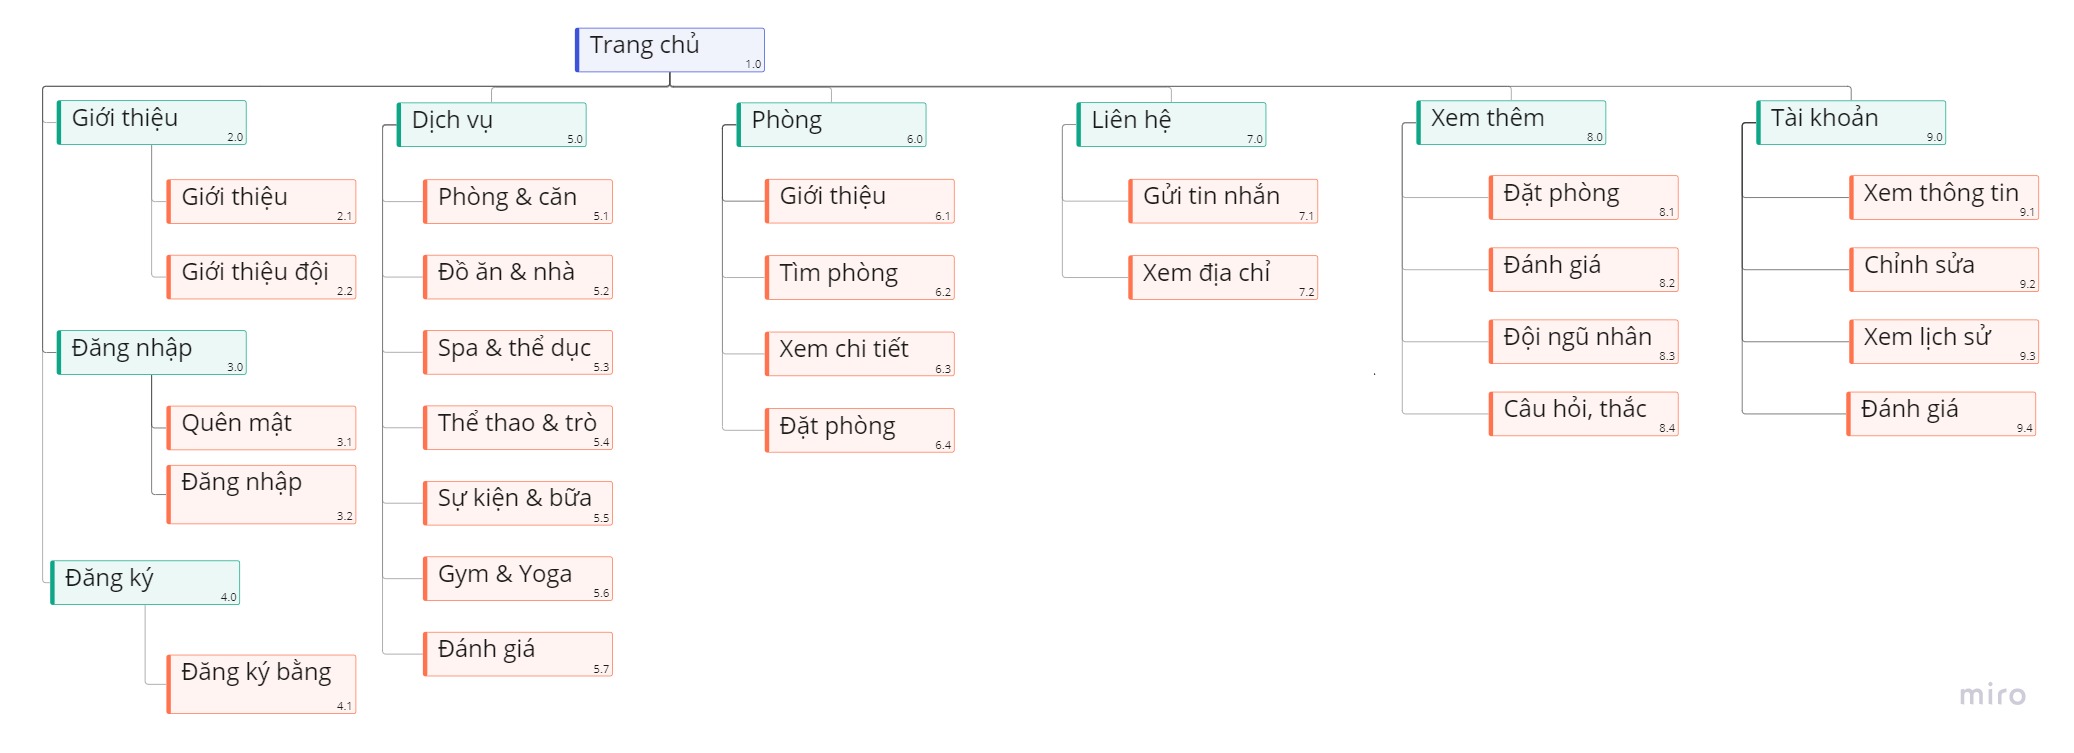 Trang chủ
1.0
Giới thiệu
2.0
Giới thiệu
2.1
Giới thiệu đội
2.2
Đăng nhập
3.0
Quên mật
3.1
Đăng nhập
3.2
Đăng ký
4.0
Đăng ký bằng
4.1
Dịch vụ
5.0
Phòng & căn
5.1
Đồ ăn & nhà
5.2
Spa & thể dục
5.3
Thể thao & trò
5.4
Sự kiện & bữa
5.5
Gym & Yoga
5.6
Đánh giá
5.7
Phòng
6.0
Giới thiệu
6.1
Tìm phòng
6.2
Xem chi tiết
6.3
Đặt phòng
6.4
Liên hệ
7.0
Gửi tin nhắn
7.1
Xem địa chỉ
7.2
Xem thêm
8.0
Đặt phòng
8.1
Đánh giá
8.2
Đội ngũ nhân
8.3
Câu hỏi, thắc
8.4
Tài khoản
9.0
Xem thông tin
9.1
Chỉnh sửa
9.2
Xem lịch sử
9.3
Đánh giá
9.4
miro